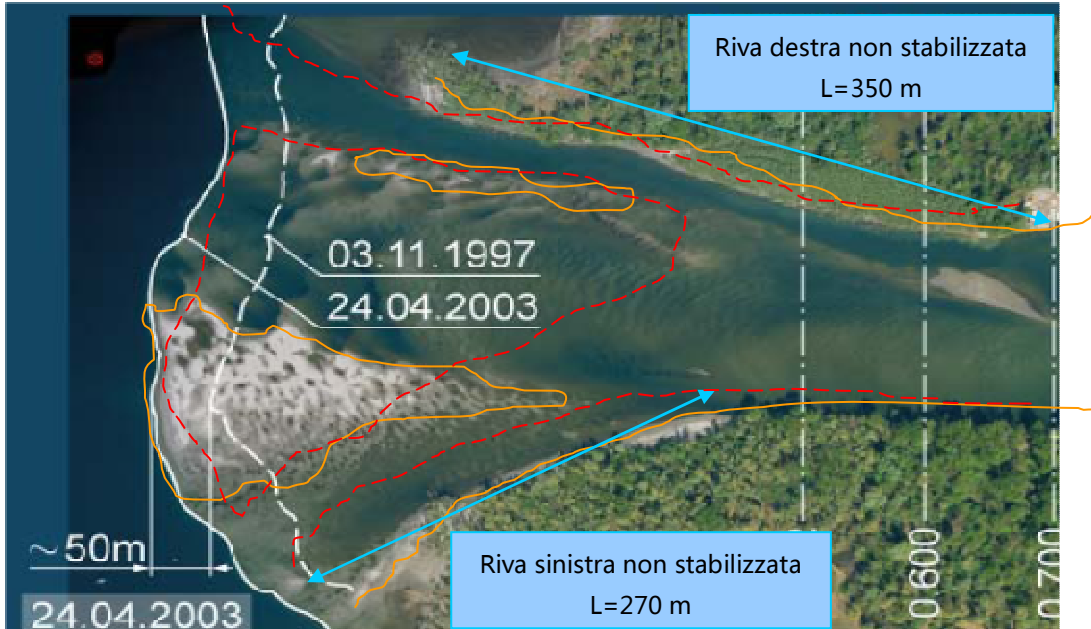 Riva destra non stabilizzata
L=350 m
03.11.1997
24.04.2003
~50m
24.04.2003
Riva sinistra non stabilizzata
L=270 m
0.600
0.700